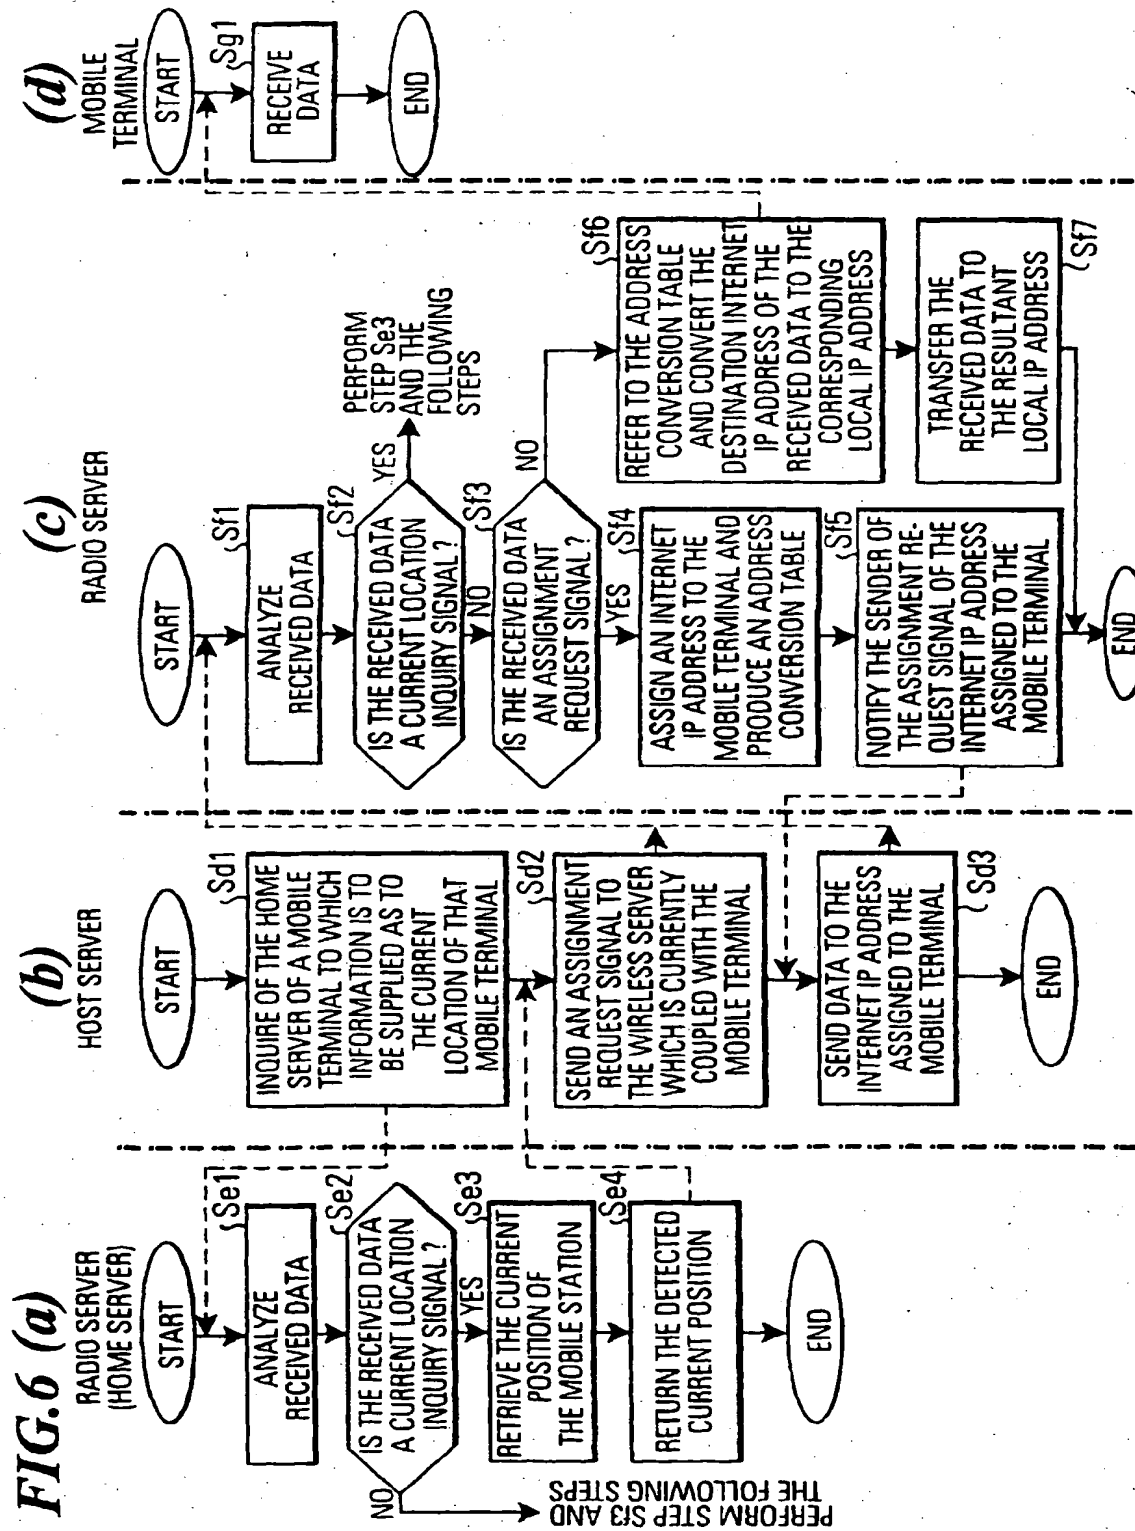 FIG.6
(a)
RADIO SERVER
(HOME SERVER)
START
Se1
ANALYZE
RECEIVED DATA
Se2
IS THE RECEIVED DATA
A CURRENT LOCATION
INQUIRY SIGNAL ?
NO
PERFORM STEP Sf3 AND
THE FOLLOWING STEPS
YES
Se3
RETRIEVE THE CURRENT
POSITION OF
THE MOBILE STATION
Se4
RETURN THE DETECTED
CURRENT POSITION
END
(b)
HOST SERVER
START
Sd1
INQUIRE OF THE HOME
SERVER OF A MOBILE
TERMINAL TO WHICH
INFORMATION IS TO
BE SUPPLIED AS TO
THE CURRENT
LOCATION OF THAT
MOBILE TERMINAL
Sd2
SEND AN ASSIGNMENT
REQUEST SIGNAL TO
THE WIRELESS SERVER
WHICH IS CURRENTLY
COUPLED WITH THE
MOBILE TERMINAL
SEND DATA TO THE
INTERNET IP ADDRESS
ASSIGNED TO THE
MOBILE TERMINAL
Sd3
END
(c)
RADIO SERVER
START
Sf1
ANALYZE
RECEIVED DATA
Sf2
IS THE RECEIVED DATA
A CURRENT LOCATION
INQUIRY SIGNAL ?
YES
PERFORM
STEP Se3
AND THE
FOLLOWING
STEPS
NO
Sf3
IS THE RECEIVED DATA
AN ASSIGNMENT
REQUEST SIGNAL ?
NO
YES
Sf4
ASSIGN AN INTERNET
IP ADDRESS TO THE
MOBILE TERMINAL AND
PRODUCE AN ADDRESS
CONVERSION TABLE
Sf5
NOTIFY THE SENDER OF
THE ASSIGNMENT RE-
QUEST SIGNAL OF THE
INTERNET IP ADDRESS
ASSIGNED TO THE
MOBILE TERMINAL
END
Sf6
REFER TO THE ADDRESS
CONVERSION TABLE
AND CONVERT THE
DESTINATION INTERNET
IP ADDRESS OF THE
RECEIVED DATA TO THE
CORRESPONDING
LOCAL IP ADDRESS
TRANSFER THE
RECEIVED DATA TO
THE RESULTANT
LOCAL IP ADDRESS
Sf7
(d)
MOBILE
TERMINAL
START
Sg1
RECEIVE
DATA
END